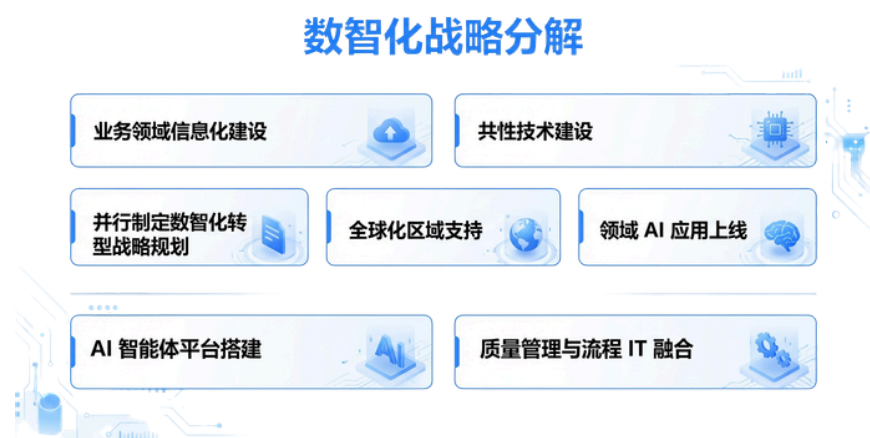 数智化战略分解
业务领域信息化建设
共性技术建设
并行制定数智化转
型战略规划
全球化区域支持
领域 AI 应用上线
AI 智能体平台搭建
Ai
质量管理与流程 IT 融合